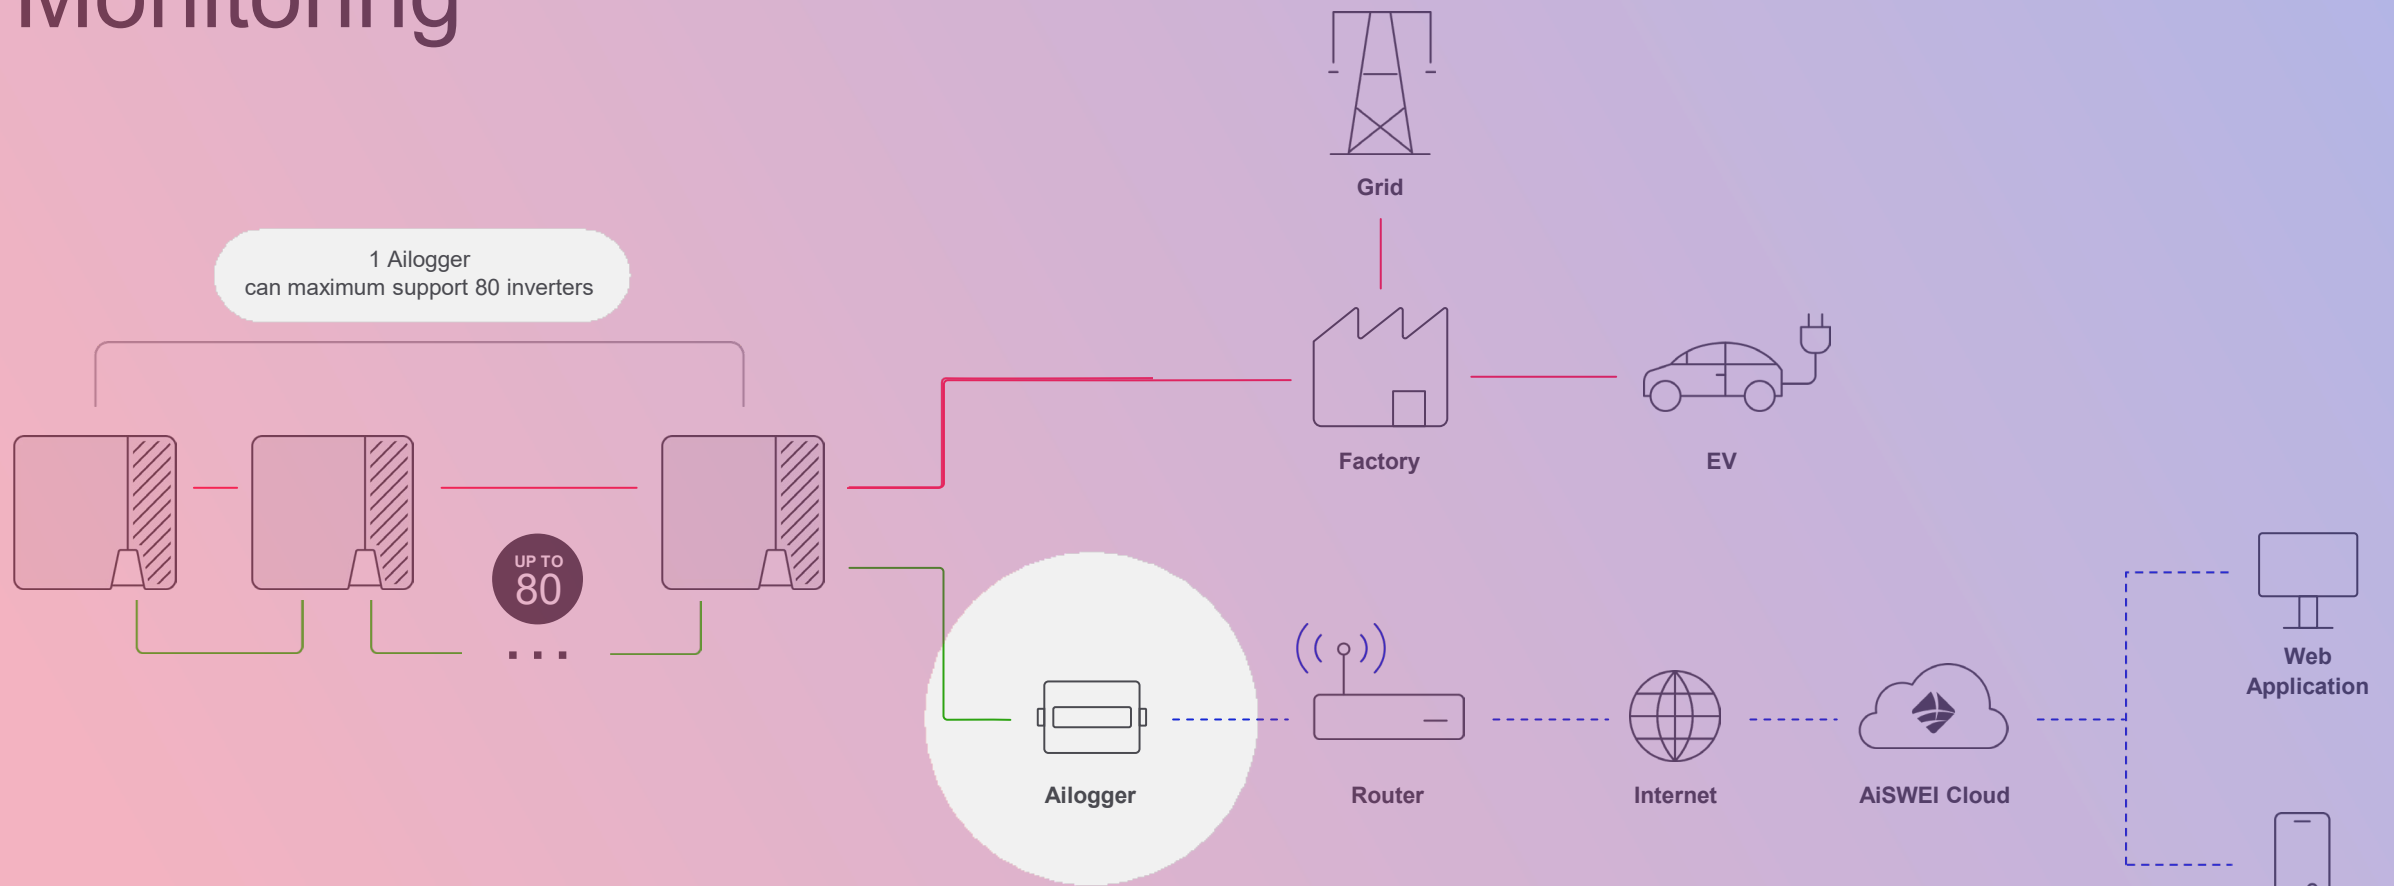 Monitoring
Grid
1 Ailogger
can maximum support 80 inverters
Factory
EV
UP TO
80
...
Web
Application
Ailogger
Router
Internet
AiSWEI Cloud